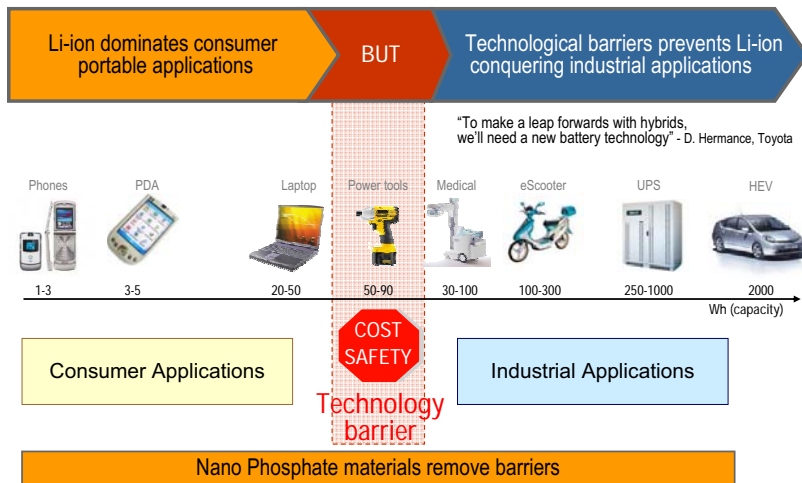 Li-ion dominates consumer
portable applications
BUT
Technological barriers prevents Li-ion
conquering industrial applications
“To make a leap forwards with hybrids,
we'll need a new battery technology” - D. Hermance, Toyota
Phones PDA Laptop Power tools Medical eScooter UPS HEV
1-3 3-5 20-50 50-90 30-100 100-300 250-1000 2000
Wh (capacity)
COST
SAFETY
Consumer Applications
Industrial Applications
Technology
barrier
Nano Phosphate materials remove barriers